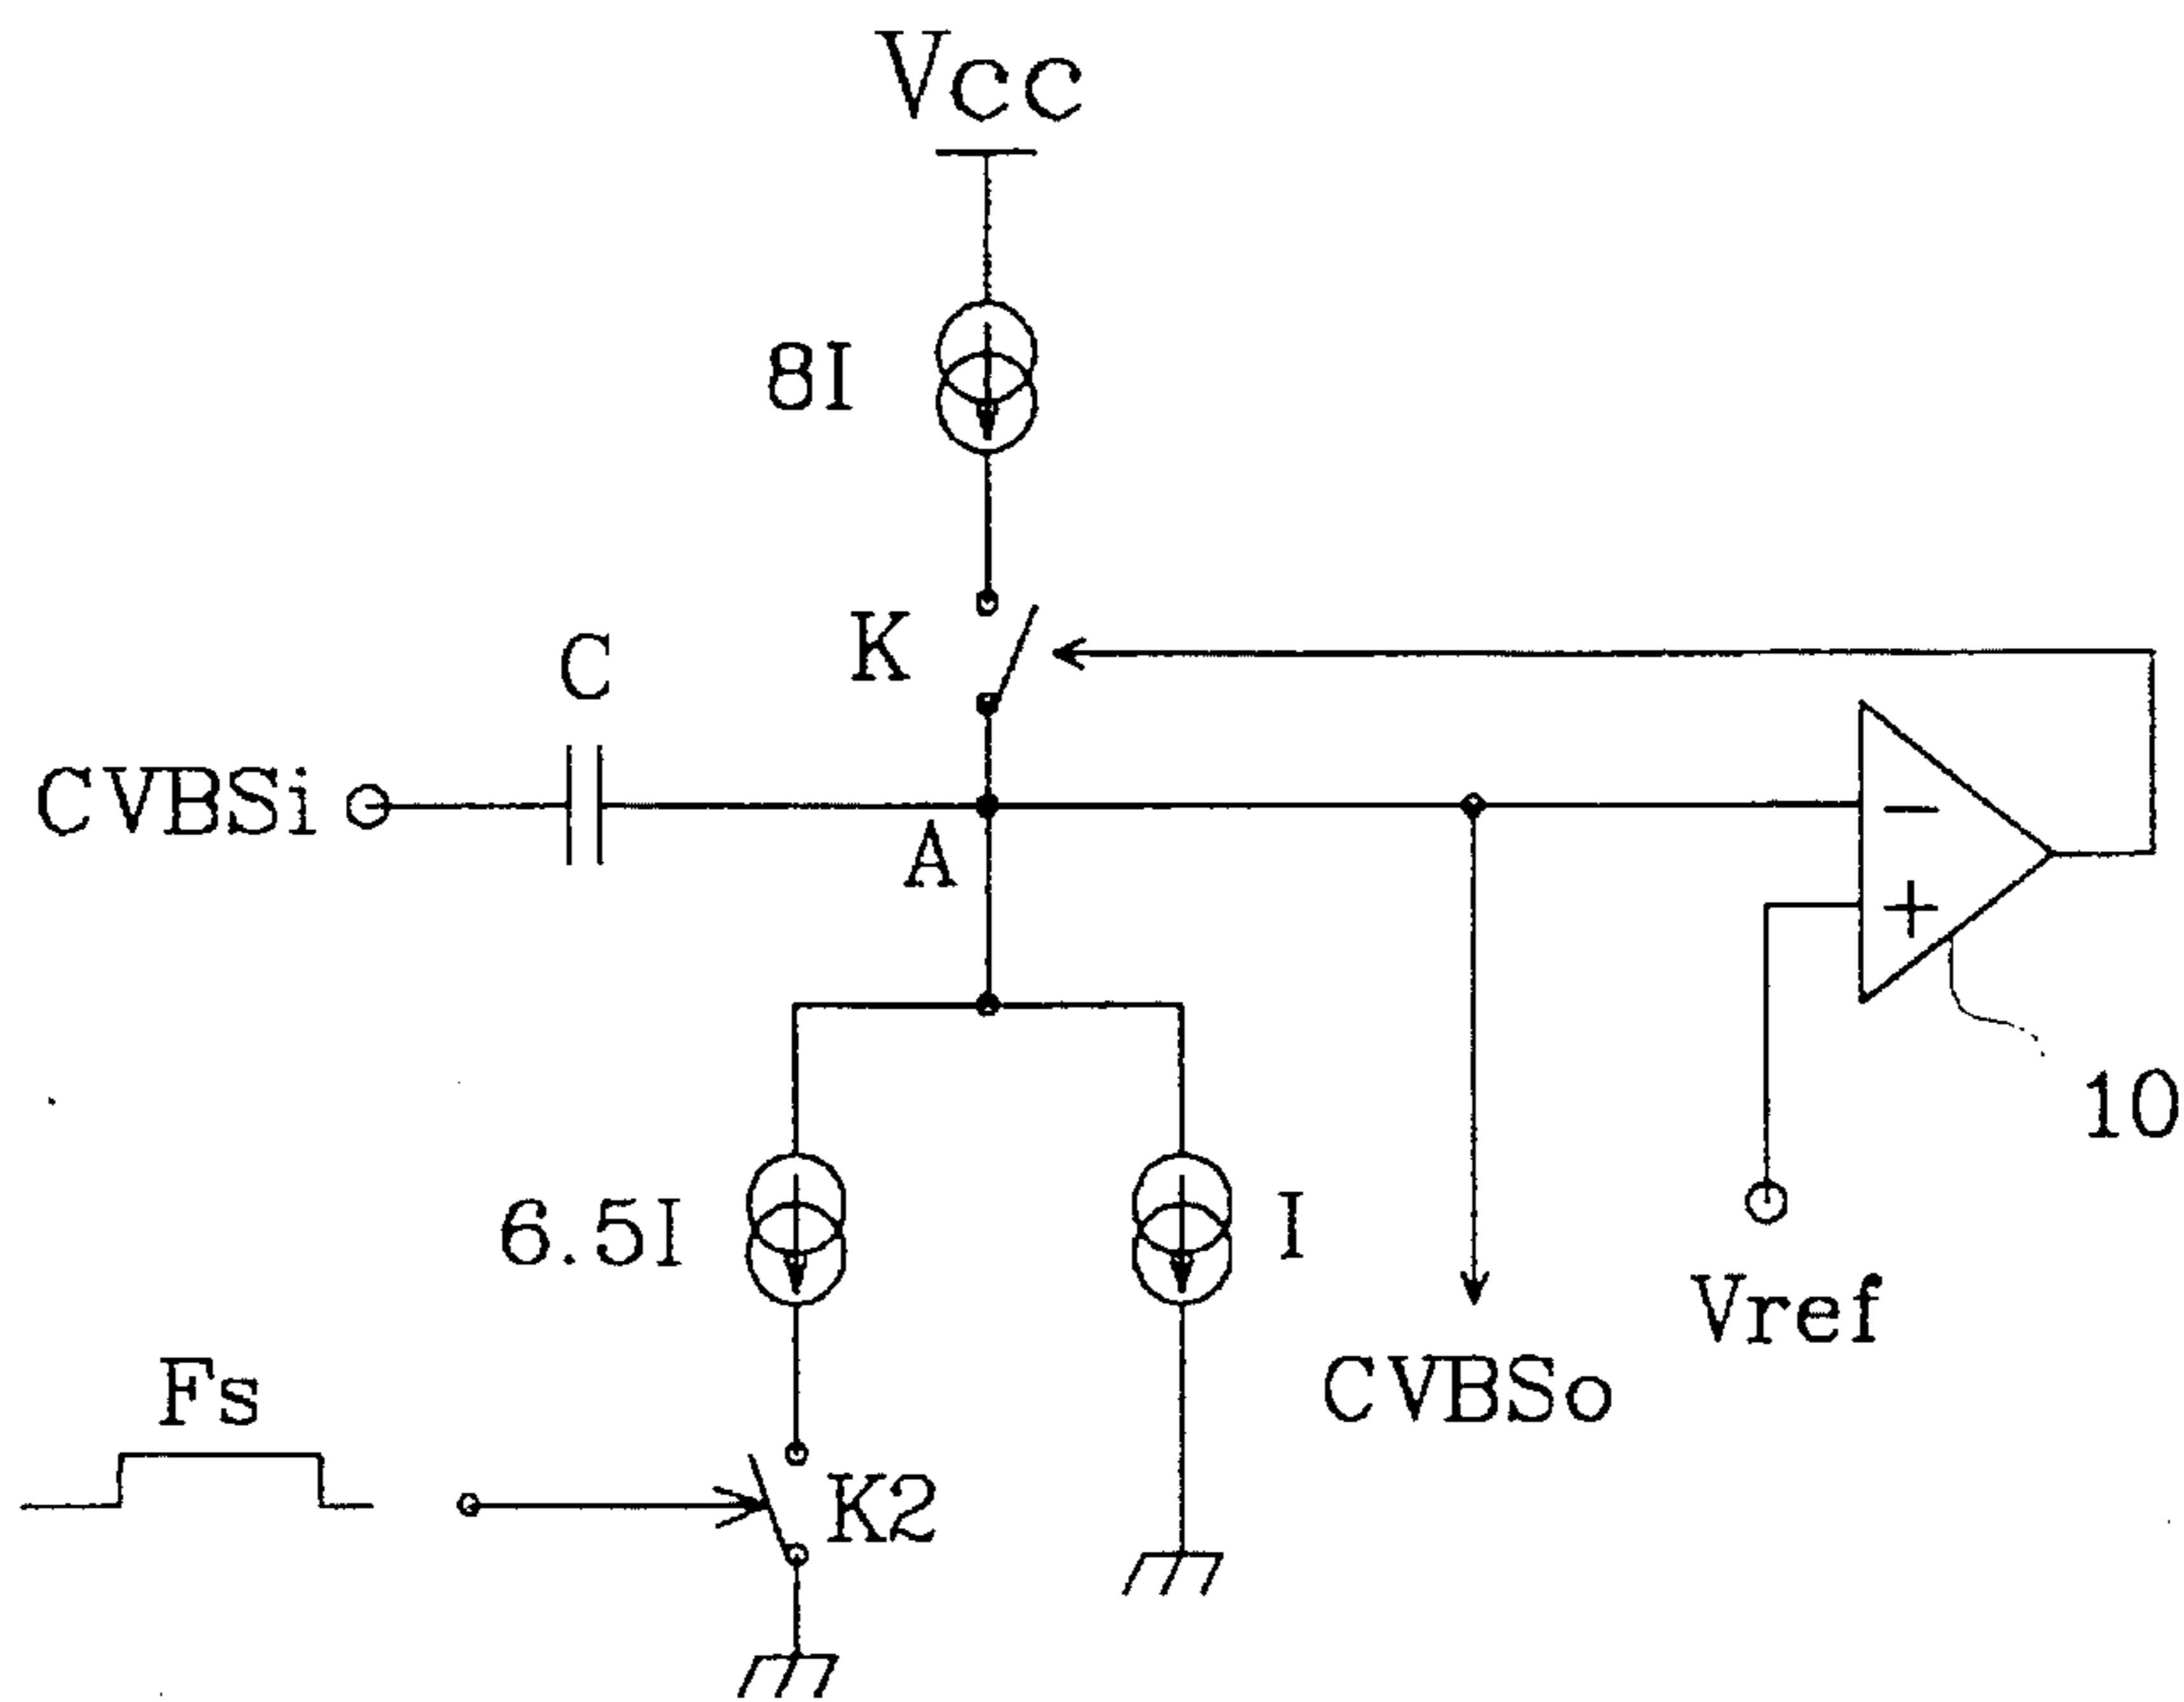 Vcc
8I
K
C
CVBSi
A
−
+
10
6.5I
I
Vref
CVBSo
Fs
K2